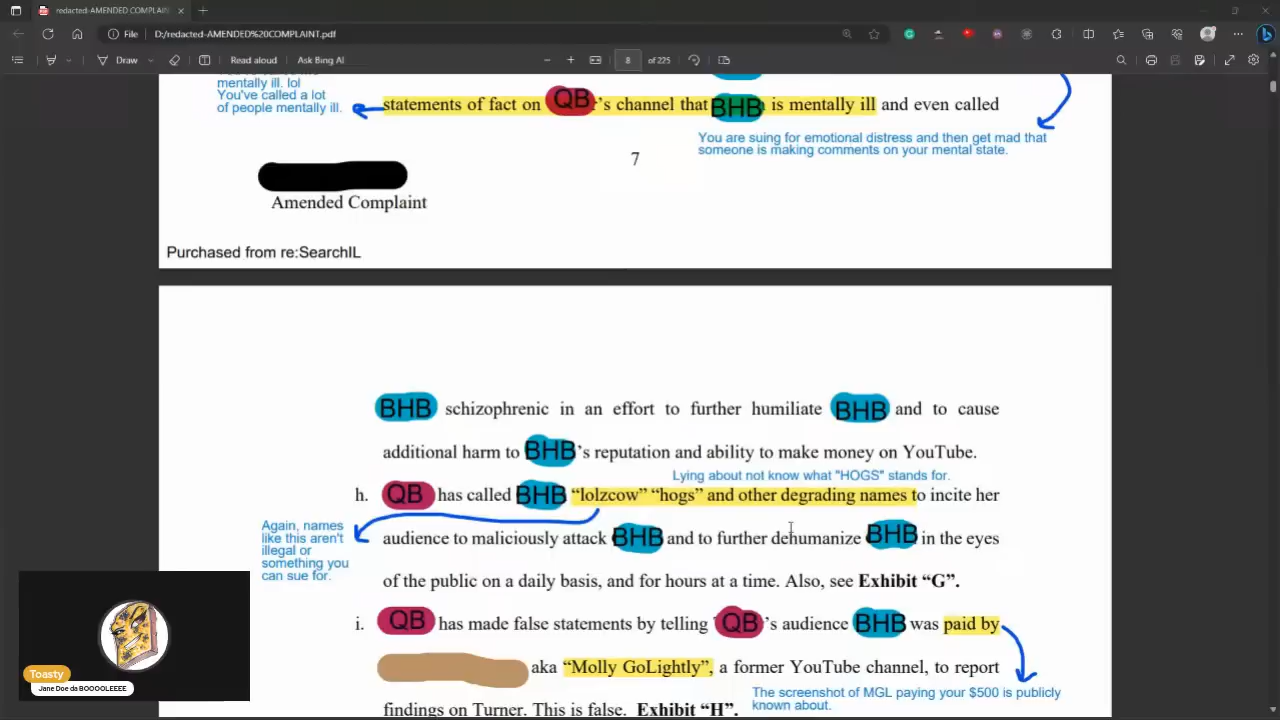 redacted-AMENDED COMPLAINT.pdf
File D:/redacted-AMENDED%20COMPLAINT.pdf
Draw Read aloud Ask Bing AI 8 of 225
mentally ill. lol
You've called a lot
of people mentally ill.
statements of fact on QB r's channel that BHB is mentally ill and even called
You are suing for emotional distress and then get mad that
someone is making comments on your mental state.
7
Amended Complaint
Purchased from re:SearchIL
BHB schizophrenic in an effort to further humiliate BHB and to cause
additional harm to BHB's reputation and ability to make money on YouTube.
Lying about not know what "HOGS" stands for.
h. QB has called BHB “lolzcow” “hogs” and other degrading names to incite her
Again, names
like this aren't
illegal or
something you
can sue for.
audience to maliciously attack BHB and to further dehumanize BHB in the eyes
of the public on a daily basis, and for hours at a time. Also, see Exhibit “G”.
i. QB has made false statements by telling QB's audience BHB was paid by
aka “Molly GoLightly”, a former YouTube channel, to report
The screenshot of MGL paying your $500 is publicly
known about.
findings on Turner. This is false. Exhibit “H”.
Toasty
Jane Doe da BOOOOLEEEE